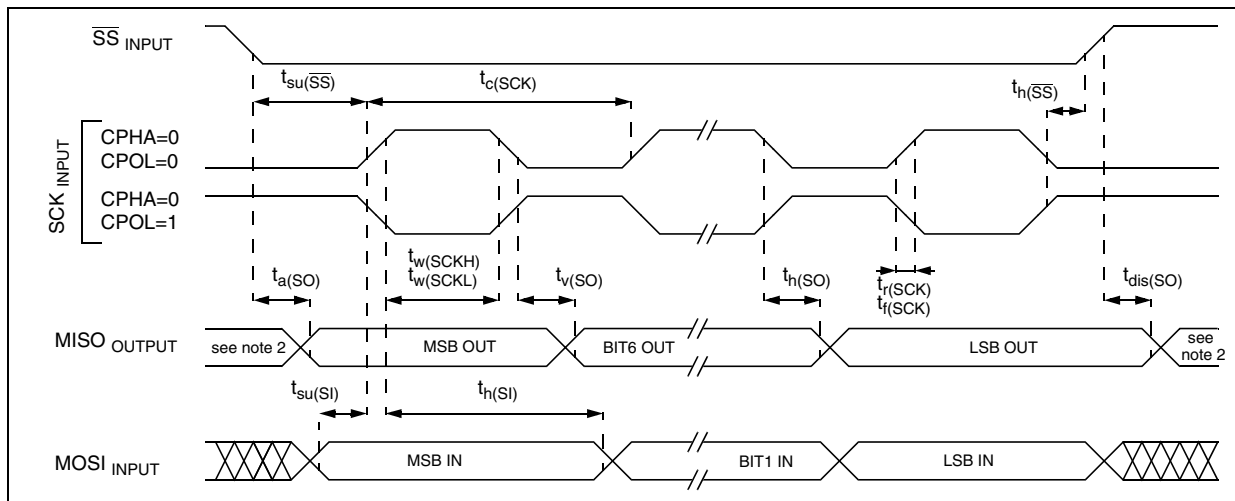 SS INPUT
tsu(SS)
tc(SCK)
th(SS)
SCK INPUT
CPHA=0
CPOL=0
CPHA=0
CPOL=1
ta(SO)
tw(SCKH)
tw(SCKL)
tv(SO)
th(SO)
tr(SCK)
tf(SCK)
tdis(SO)
MISO OUTPUT
see note 2
MSB OUT
BIT6 OUT
LSB OUT
see
note 2
tsu(SI)
th(SI)
MOSI INPUT
MSB IN
BIT1 IN
LSB IN